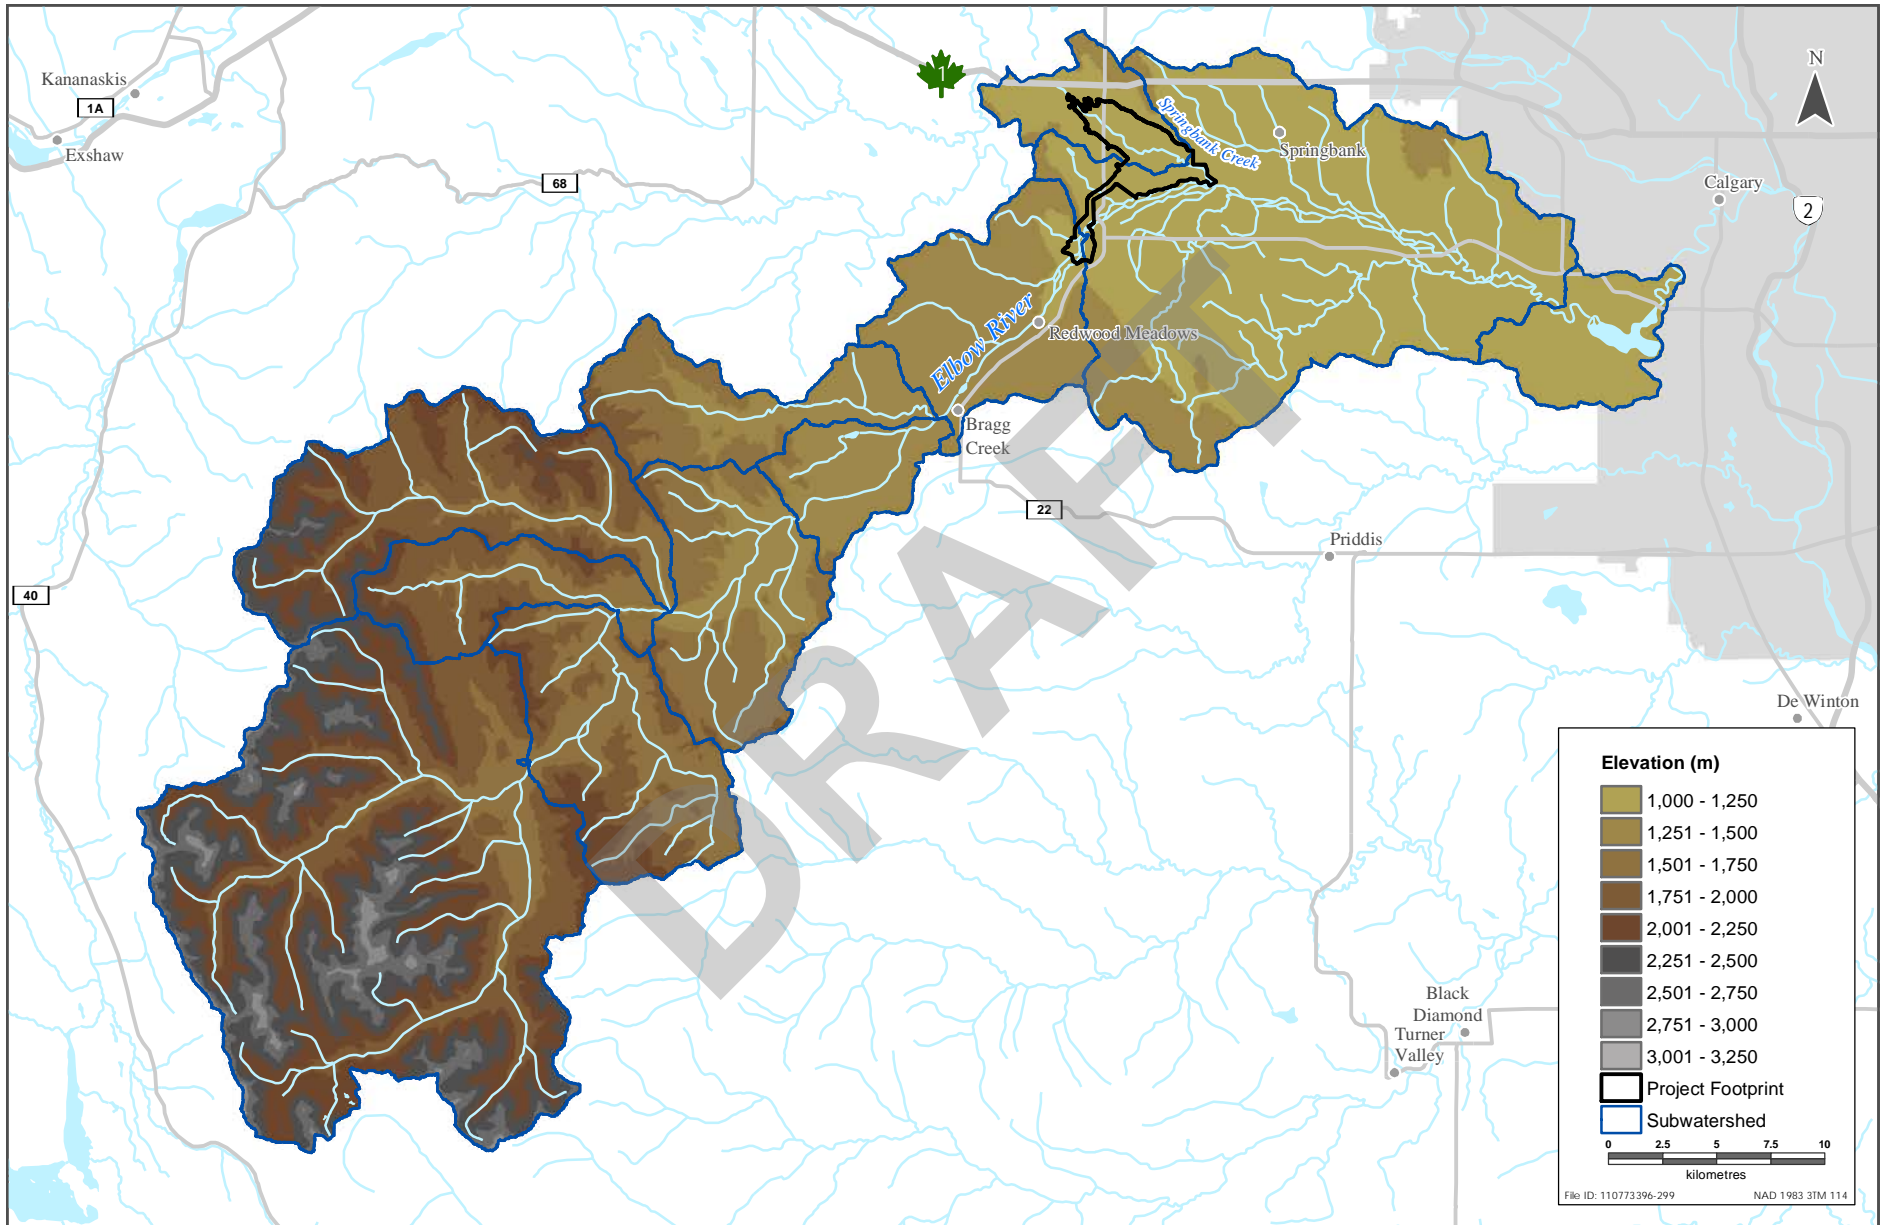 Kananaskis
1A
Exshaw
68
40
1
Springbank Creek
Springbank
Calgary
2
N
Elbow River
Redwood Meadows
Bragg
Creek
22
Priddis
De Winton
Black
Diamond
Turner
Valley
DRAFT
Elevation (m)
1,000 - 1,250
1,251 - 1,500
1,501 - 1,750
1,751 - 2,000
2,001 - 2,250
2,251 - 2,500
2,501 - 2,750
2,751 - 3,000
3,001 - 3,250
Project Footprint
Subwatershed
0 2.5 5 7.5 10
kilometres
File ID: 110773396-299 NAD 1983 3TM 114